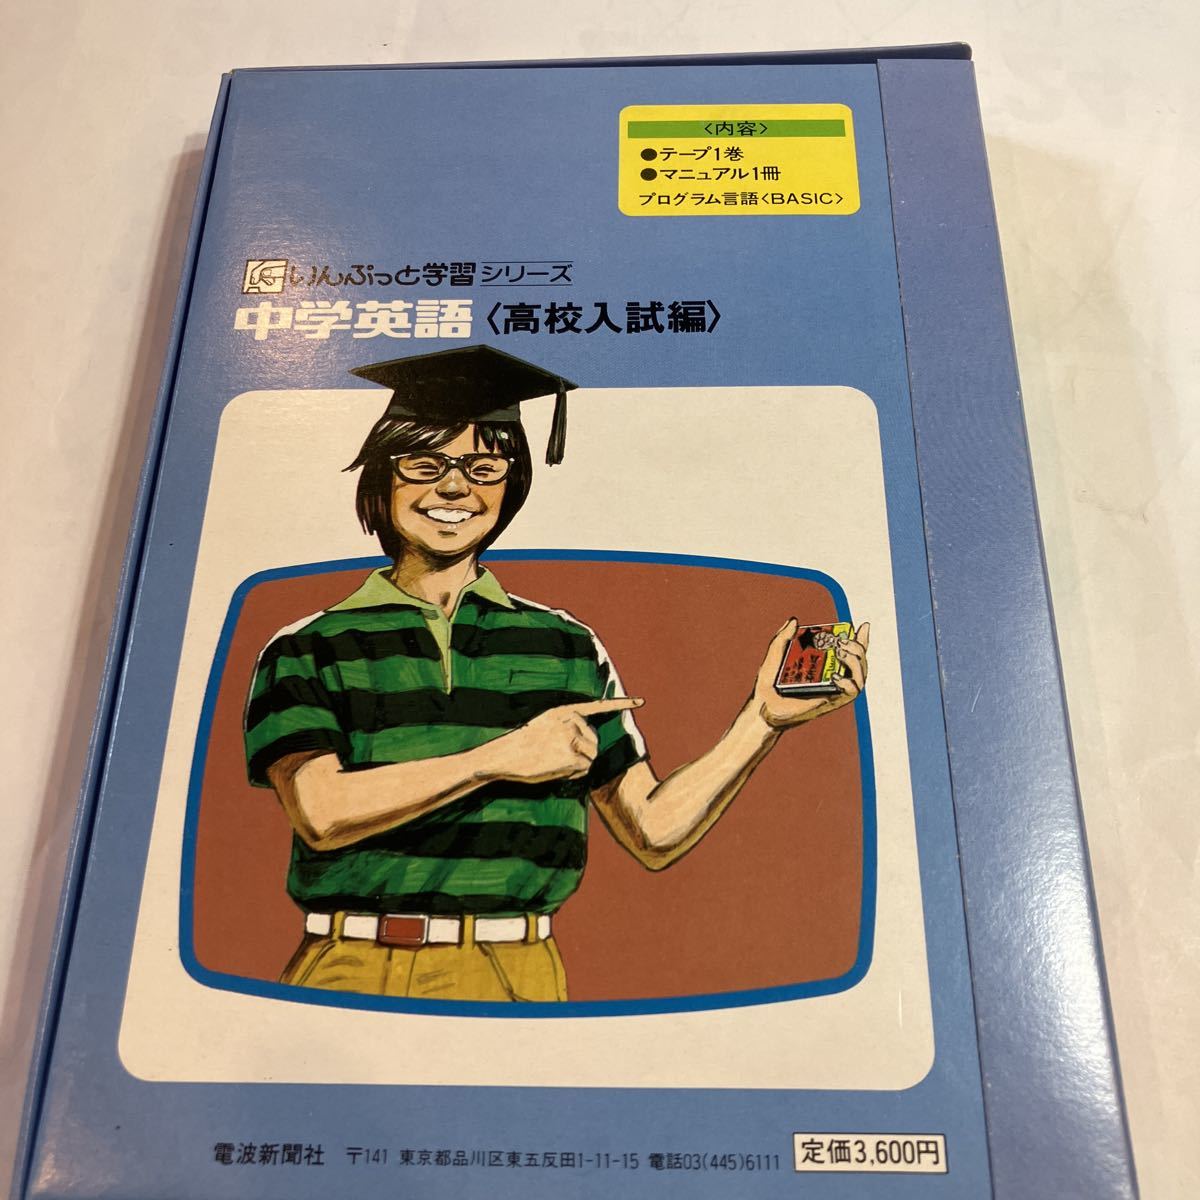 〈内容〉
●テープ1巻
●マニュアル1冊
プログラム言語〈BASIC〉
いんぷっと学習シリーズ
中学英語〈高校入試編〉
電波新聞社 〒141 東京都品川区東五反田1-11-15 電話03(445)6111
定価3,600円